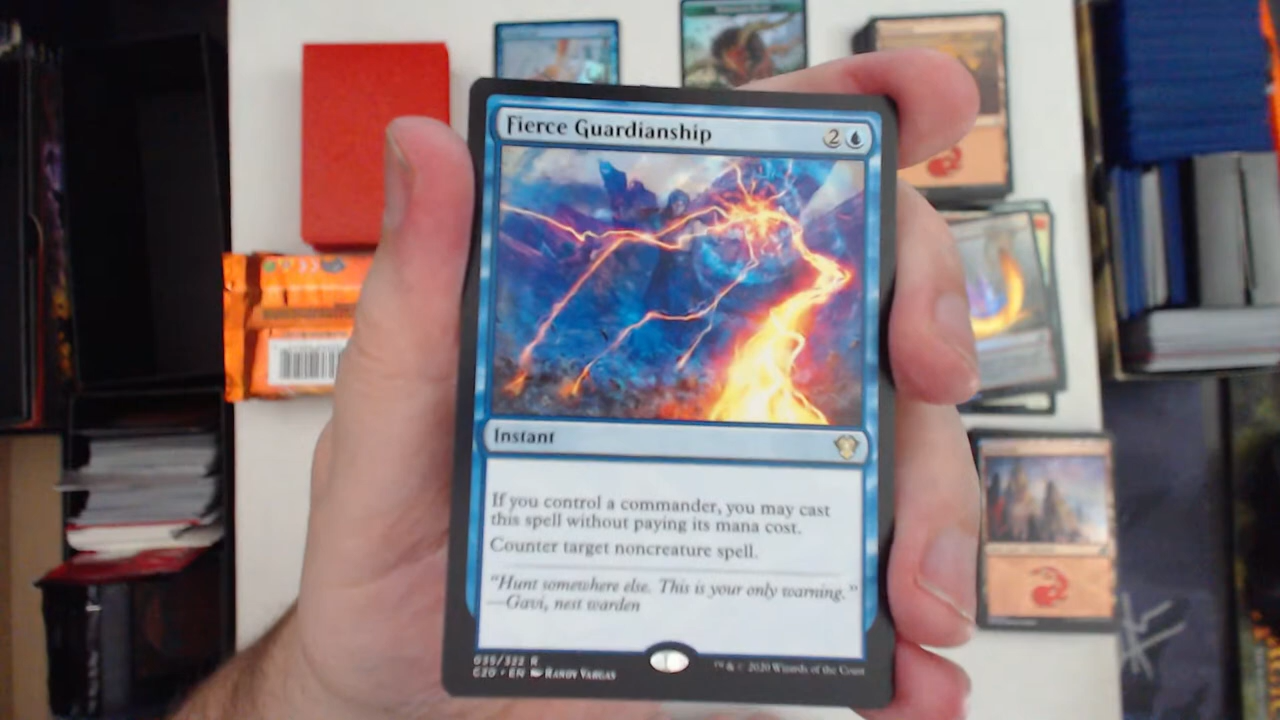 Fierce Guardianship 2
Instant
If you control a commander, you may cast
this spell without paying its mana cost.
Counter target noncreature spell.
"Hunt somewhere else. This is your only warning."
—Gavi, nest warden
035/322 R
C20 • EN Randy Vargas
™ & © 2020 Wizards of the Coast